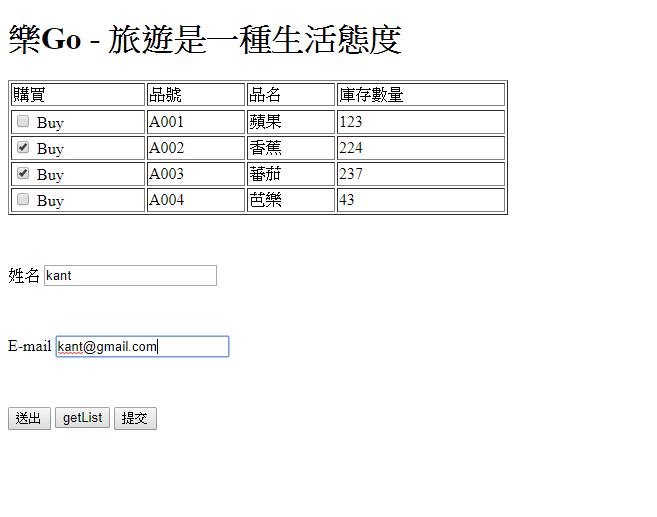 樂Go - 旅遊是一種生活態度
購買 品號 品名 庫存數量
Buy A001 蘋果 123
Buy A002 香蕉 224
Buy A003 蕃茄 237
Buy A004 芭樂 43
姓名 kant
E-mail kant@gmail.com
送出 getList 提交